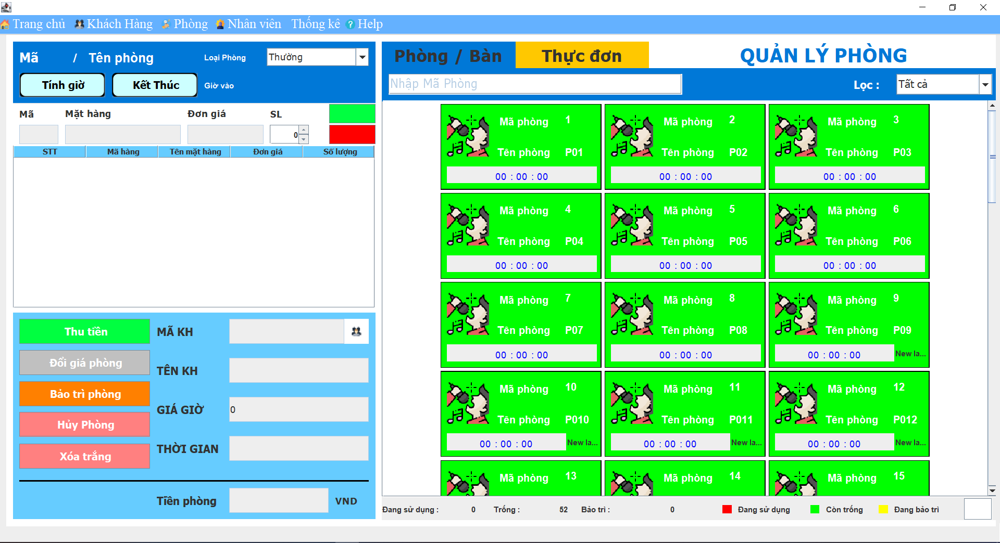 Trang chủ Khách Hàng Phòng Nhân viên Thống kê Help
Mã / Tên phòng Loại Phòng Thường
Tính giờ Kết Thúc Giờ vào
Mã Mặt hàng Đơn giá SL
0
STT Mã hàng Tên mặt hàng Đơn giá Số lượng
Thu tiền
Đổi giá phòng
Bảo trì phòng
Hủy Phòng
Xóa trắng
MÃ KH
TÊN KH
GIÁ GIỜ 0
THỜI GIAN
Tiền phòng VND
Phòng / Bàn Thực đơn QUẢN LÝ PHÒNG
Nhập Mã Phòng Lọc : Tất cả
Mã phòng 1 Mã phòng 2 Mã phòng 3
Tên phòng P01 Tên phòng P02 Tên phòng P03
00 : 00 : 00 00 : 00 : 00 00 : 00 : 00
Mã phòng 4 Mã phòng 5 Mã phòng 6
Tên phòng P04 Tên phòng P05 Tên phòng P06
00 : 00 : 00 00 : 00 : 00 00 : 00 : 00
Mã phòng 7 Mã phòng 8 Mã phòng 9
Tên phòng P07 Tên phòng P08 Tên phòng P09
00 : 00 : 00 00 : 00 : 00 00 : 00 : 00 New la...
Mã phòng 10 Mã phòng 11 Mã phòng 12
Tên phòng P010 Tên phòng P011 Tên phòng P012
00 : 00 : 00 New la... 00 : 00 : 00 New la... 00 : 00 : 00 New la...
Mã phòng 13 Mã phòng 14 Mã phòng 15
Đang sử dụng : 0 Trống : 52 Bảo trì : 0 Đang sử dụng Còn trống Đang bảo trì